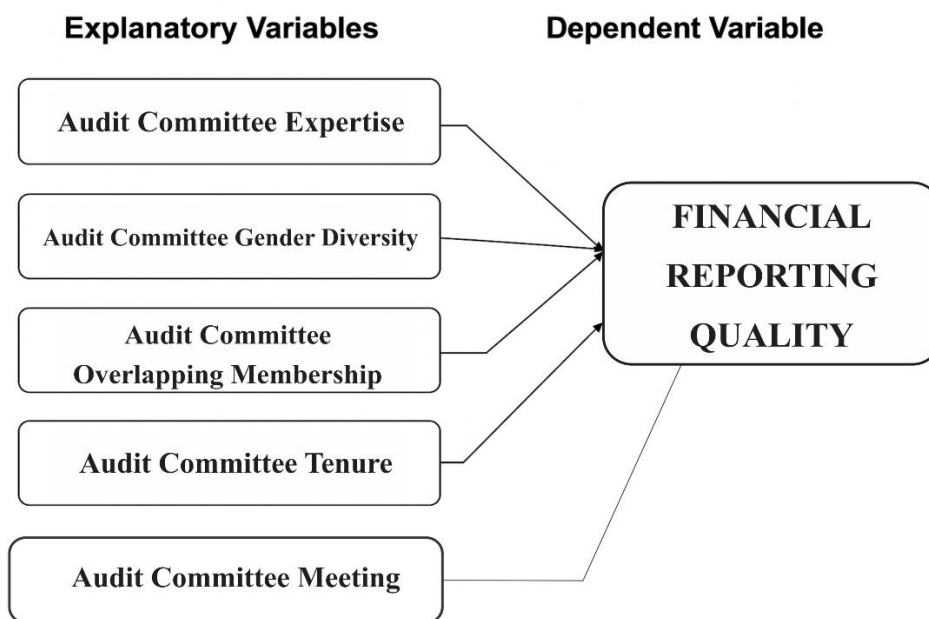 Explanatory Variables
Dependent Variable
Audit Committee Expertise
Audit Committee Gender Diversity
Audit Committee
Overlapping Membership
Audit Committee Tenure
Audit Committee Meeting
FINANCIAL
REPORTING
QUALITY